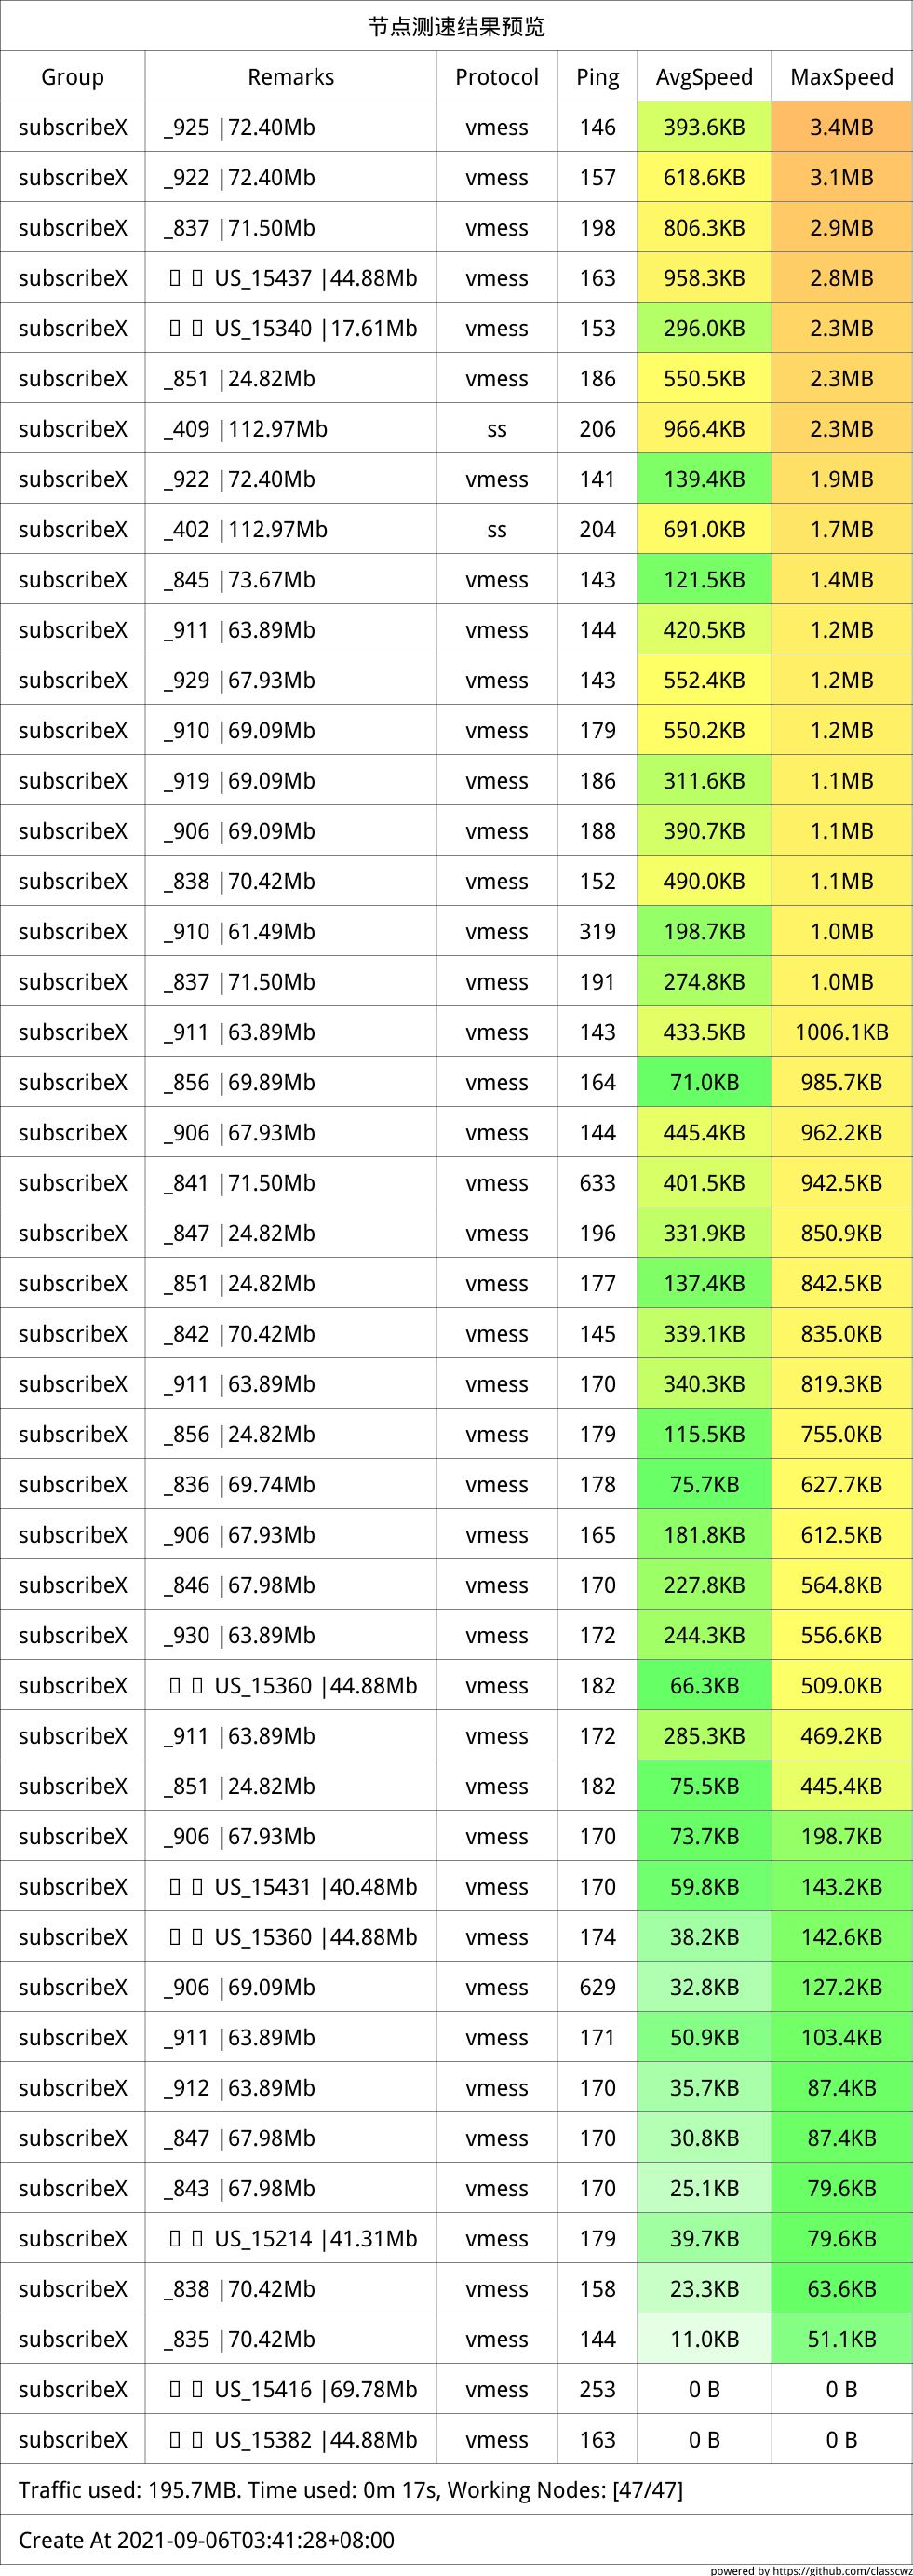 节点测速结果预览
Group Remarks Protocol Ping AvgSpeed MaxSpeed
subscribeX _925 |72.40Mb vmess 146 393.6KB 3.4MB
subscribeX _922 |72.40Mb vmess 157 618.6KB 3.1MB
subscribeX _837 |71.50Mb vmess 198 806.3KB 2.9MB
subscribeX US_15437 |44.88Mb vmess 163 958.3KB 2.8MB
subscribeX US_15340 |17.61Mb vmess 153 296.0KB 2.3MB
subscribeX _851 |24.82Mb vmess 186 550.5KB 2.3MB
subscribeX _409 |112.97Mb ss 206 966.4KB 2.3MB
subscribeX _922 |72.40Mb vmess 141 139.4KB 1.9MB
subscribeX _402 |112.97Mb ss 204 691.0KB 1.7MB
subscribeX _845 |73.67Mb vmess 143 121.5KB 1.4MB
subscribeX _911 |63.89Mb vmess 144 420.5KB 1.2MB
subscribeX _929 |67.93Mb vmess 143 552.4KB 1.2MB
subscribeX _910 |69.09Mb vmess 179 550.2KB 1.2MB
subscribeX _919 |69.09Mb vmess 186 311.6KB 1.1MB
subscribeX _906 |69.09Mb vmess 188 390.7KB 1.1MB
subscribeX _838 |70.42Mb vmess 152 490.0KB 1.1MB
subscribeX _910 |61.49Mb vmess 319 198.7KB 1.0MB
subscribeX _837 |71.50Mb vmess 191 274.8KB 1.0MB
subscribeX _911 |63.89Mb vmess 143 433.5KB 1006.1KB
subscribeX _856 |69.89Mb vmess 164 71.0KB 985.7KB
subscribeX _906 |67.93Mb vmess 144 445.4KB 962.2KB
subscribeX _841 |71.50Mb vmess 633 401.5KB 942.5KB
subscribeX _847 |24.82Mb vmess 196 331.9KB 850.9KB
subscribeX _851 |24.82Mb vmess 177 137.4KB 842.5KB
subscribeX _842 |70.42Mb vmess 145 339.1KB 835.0KB
subscribeX _911 |63.89Mb vmess 170 340.3KB 819.3KB
subscribeX _856 |24.82Mb vmess 179 115.5KB 755.0KB
subscribeX _836 |69.74Mb vmess 178 75.7KB 627.7KB
subscribeX _906 |67.93Mb vmess 165 181.8KB 612.5KB
subscribeX _846 |67.98Mb vmess 170 227.8KB 564.8KB
subscribeX _930 |63.89Mb vmess 172 244.3KB 556.6KB
subscribeX US_15360 |44.88Mb vmess 182 66.3KB 509.0KB
subscribeX _911 |63.89Mb vmess 172 285.3KB 469.2KB
subscribeX _851 |24.82Mb vmess 182 75.5KB 445.4KB
subscribeX _906 |67.93Mb vmess 170 73.7KB 198.7KB
subscribeX US_15431 |40.48Mb vmess 170 59.8KB 143.2KB
subscribeX US_15360 |44.88Mb vmess 174 38.2KB 142.6KB
subscribeX _906 |69.09Mb vmess 629 32.8KB 127.2KB
subscribeX _911 |63.89Mb vmess 171 50.9KB 103.4KB
subscribeX _912 |63.89Mb vmess 170 35.7KB 87.4KB
subscribeX _847 |67.98Mb vmess 170 30.8KB 87.4KB
subscribeX _843 |67.98Mb vmess 170 25.1KB 79.6KB
subscribeX US_15214 |41.31Mb vmess 179 39.7KB 79.6KB
subscribeX _838 |70.42Mb vmess 158 23.3KB 63.6KB
subscribeX _835 |70.42Mb vmess 144 11.0KB 51.1KB
subscribeX US_15416 |69.78Mb vmess 253 0 B 0 B
subscribeX US_15382 |44.88Mb vmess 163 0 B 0 B
Traffic used: 195.7MB. Time used: 0m 17s, Working Nodes: [47/47]
Create At 2021-09-06T03:41:28+08:00
powered by https://github.com/classcwz